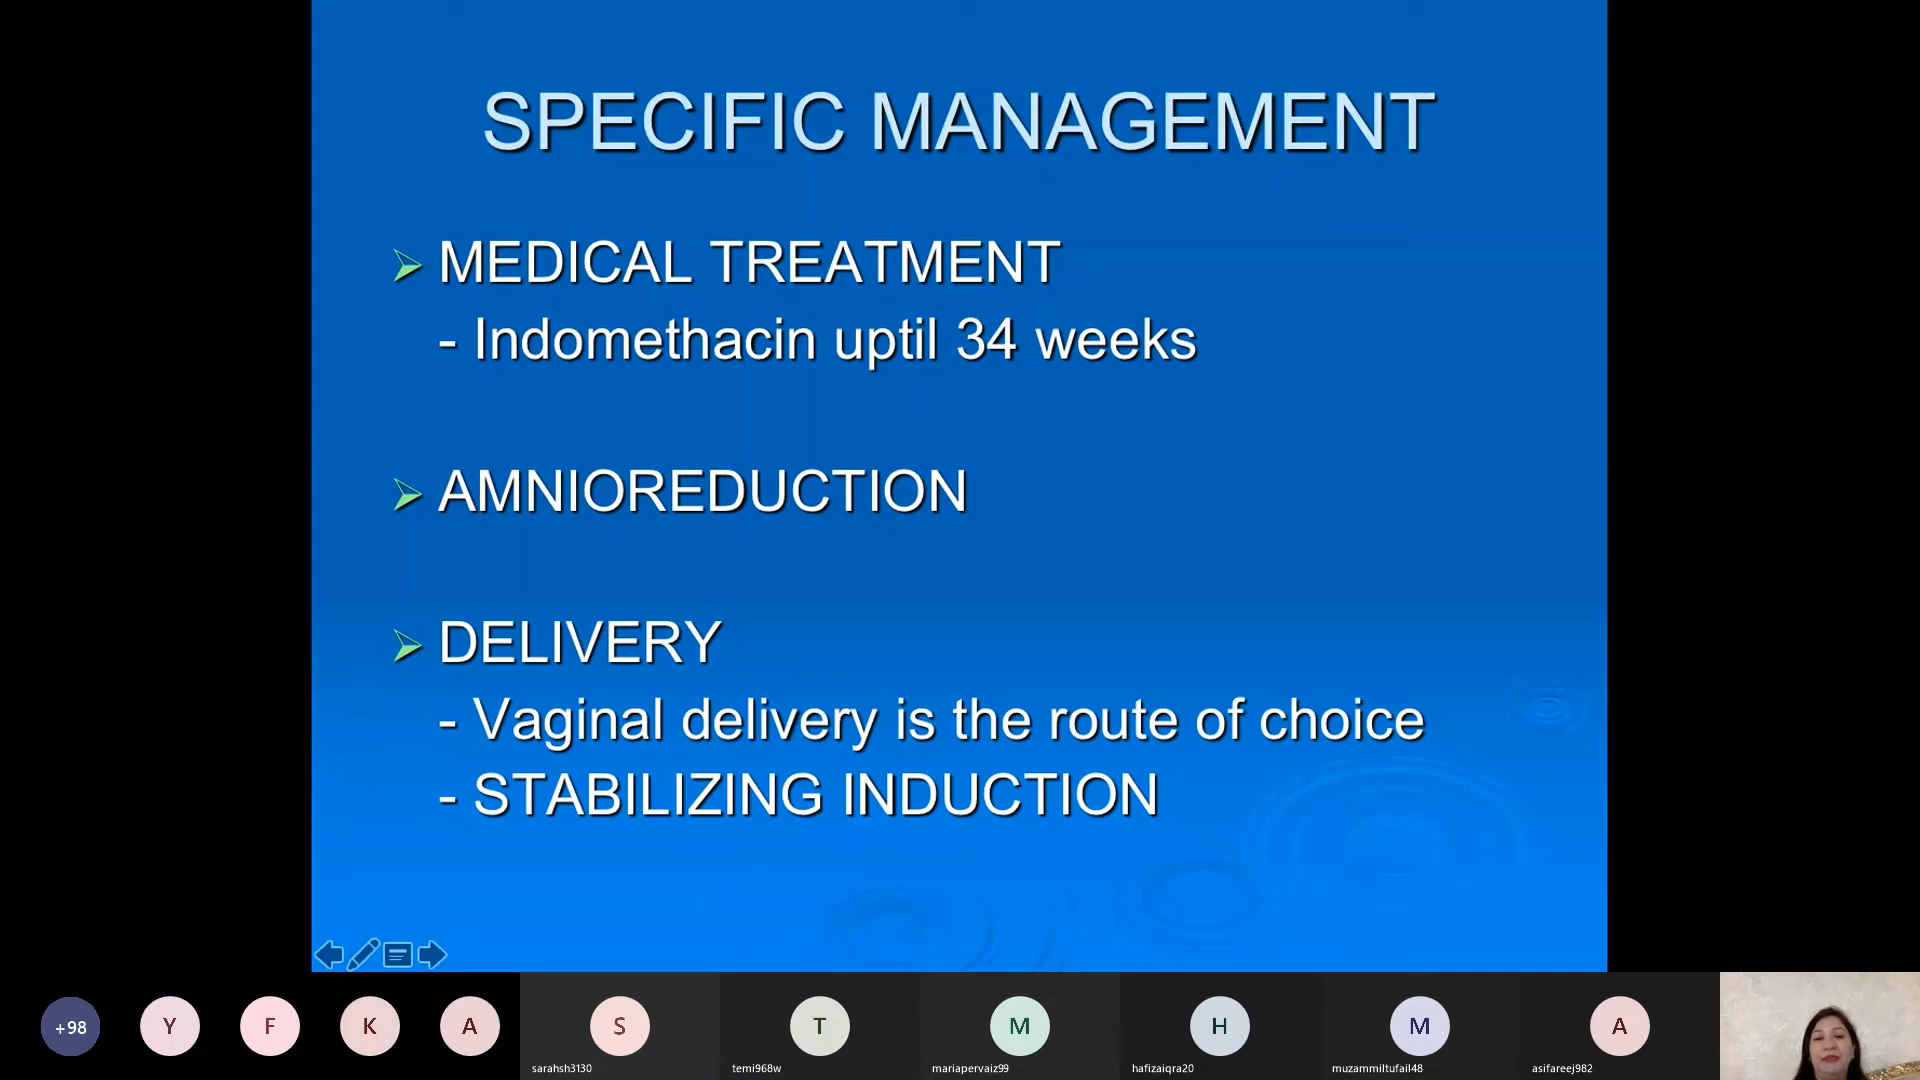 SPECIFIC MANAGEMENT
MEDICAL TREATMENT
- Indomethacin uptil 34 weeks
AMNIOREDUCTION
DELIVERY
- Vaginal delivery is the route of choice
- STABILIZING INDUCTION
+98
Y
F
K
A
S
T
M
H
M
A
sarahsh3130
temi968w
mariapervaiz99
hafizaiqra20
muzammiltufail48
asifareej982